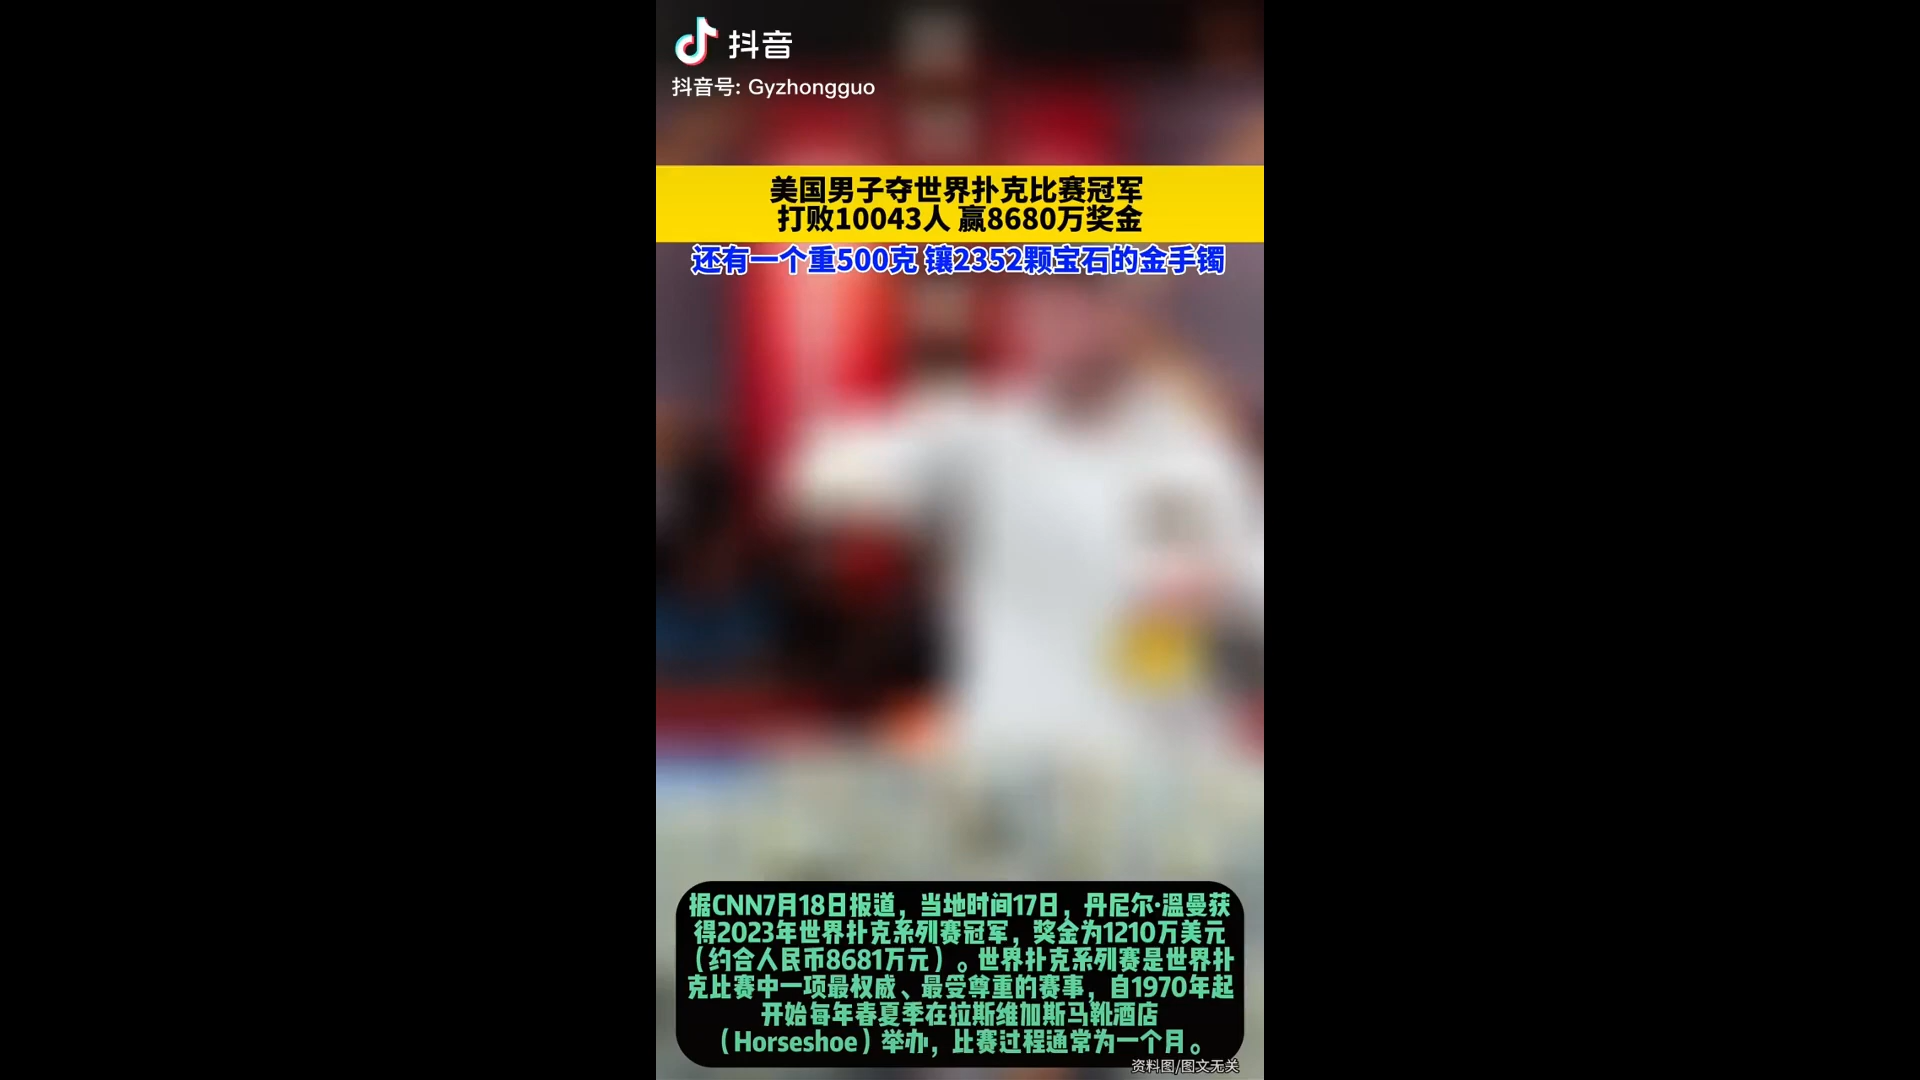 抖音
抖音号: Gyzhongguo
美国男子夺世界扑克比赛冠军
打败10043人 赢8680万奖金
还有一个重500克 镶2352颗宝石的金手镯
据CNN7月18日报道，当地时间17日，丹尼尔·温曼获
得2023年世界扑克系列赛冠军，奖金为1210万美元
（约合人民币8681万元）。世界扑克系列赛是世界扑
克比赛中一项最权威、最受尊重的赛事，自1970年起
开始每年春夏季在拉斯维加斯马靴酒店
（Horseshoe）举办，比赛过程通常为一个月。
资料图/图文无关